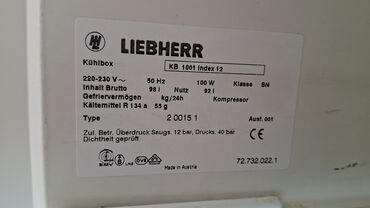 LIEBHERR
Kühlbox KB 1001 Index 12
220-230 V~ 50 Hz 100 W Klasse BN
Inhalt Brutto 98 l Netto 92 l
Gefriervermögen kg/24h Kompressor
Kältemittel R 134 a 55 g
Type 2 0015 1 Ausf. 001
Zul. Betr. Überdruck Saugs. 12 bar, Drucks. 40 bar
Dichtheit geprüft
Made in Austria
72.732.022.1